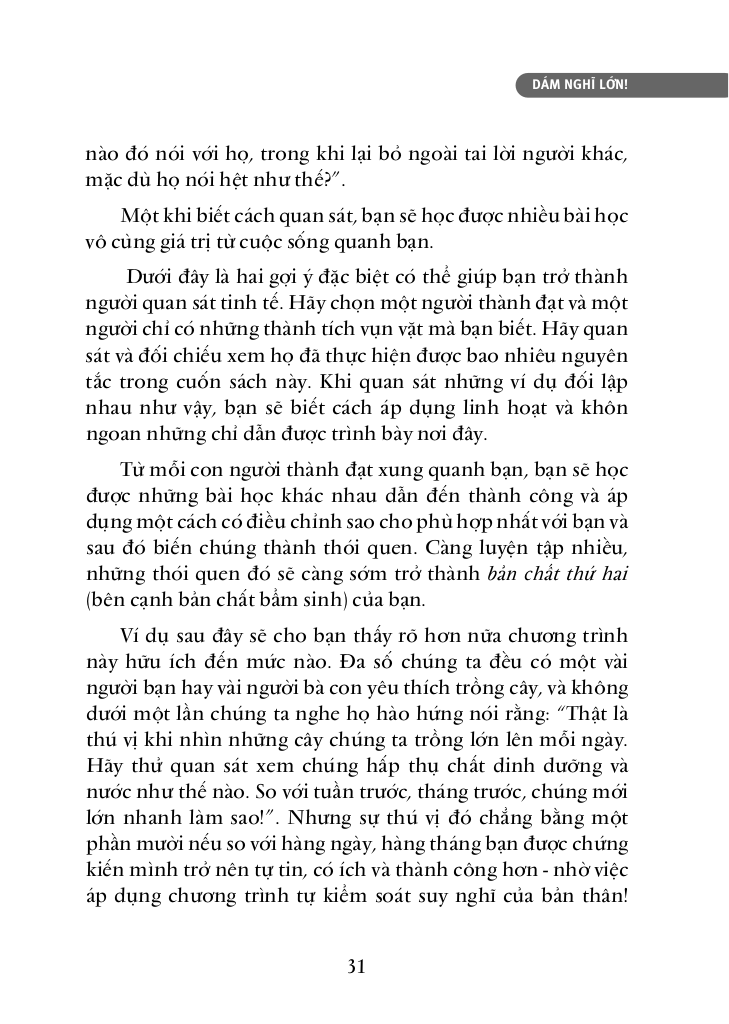 DÁM NGHĨ LỚN!
nào đó nói với họ, trong khi lại bỏ ngoài tai lời người khác,
mặc dù họ nói hệt như thế?”.
Một khi biết cách quan sát, bạn sẽ học được nhiều bài học
vô cùng giá trị từ cuộc sống quanh bạn.
Dưới đây là hai gợi ý đặc biệt có thể giúp bạn trở thành
người quan sát tinh tế. Hãy chọn một người thành đạt và một
người chỉ có những thành tích vụn vặt mà bạn biết. Hãy quan
sát và đối chiếu xem họ đã thực hiện được bao nhiêu nguyên
tắc trong cuốn sách này. Khi quan sát những ví dụ đối lập
nhau như vậy, bạn sẽ biết cách áp dụng linh hoạt và khôn
ngoan những chỉ dẫn được trình bày nơi đây.
Từ mỗi con người thành đạt xung quanh bạn, bạn sẽ học
được những bài học khác nhau dẫn đến thành công và áp
dụng một cách có điều chỉnh sao cho phù hợp nhất với bạn và
sau đó biến chúng thành thói quen. Càng luyện tập nhiều,
những thói quen đó sẽ càng sớm trở thành bản chất thứ hai
(bên cạnh bản chất bẩm sinh) của bạn.
Ví dụ sau đây sẽ cho bạn thấy rõ hơn nữa chương trình
này hữu ích đến mức nào. Đa số chúng ta đều có một vài
người bạn hay vài người bà con yêu thích trồng cây, và không
dưới một lần chúng ta nghe họ hào hứng nói rằng: “Thật là
thú vị khi nhìn những cây chúng ta trồng lớn lên mỗi ngày.
Hãy thử quan sát xem chúng hấp thụ chất dinh dưỡng và
nước như thế nào. So với tuần trước, tháng trước, chúng mới
lớn nhanh làm sao!”. Nhưng sự thú vị đó chẳng bằng một
phần mười nếu so với hàng ngày, hàng tháng bạn được chứng
kiến mình trở nên tự tin, có ích và thành công hơn - nhờ việc
áp dụng chương trình tự kiểm soát suy nghĩ của bản thân!
31